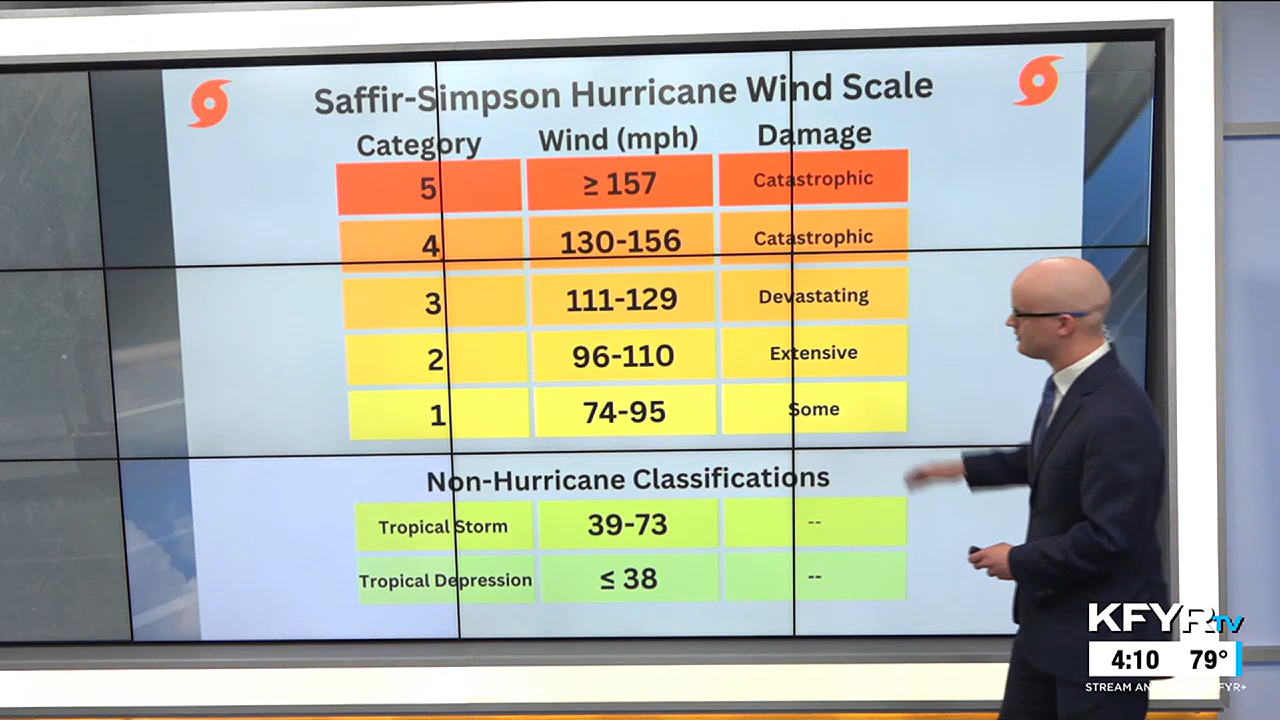 Saffir-Simpson Hurricane Wind Scale
Category Wind (mph) Damage
5 ≥ 157 Catastrophic
4 130-156 Catastrophic
3 111-129 Devastating
2 96-110 Extensive
1 74-95 Some
Non-Hurricane Classifications
Tropical Storm 39-73 --
Tropical Depression ≤ 38 --
KFYRTV
4:10 79°
STREAM